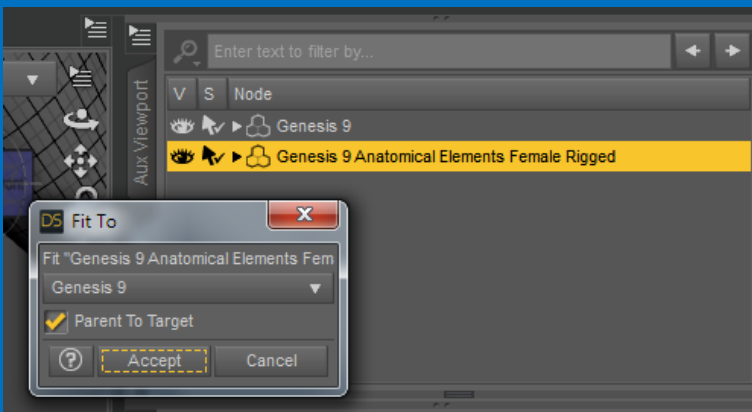 Enter text to filter by...
V S Node
Aux Viewport
Genesis 9
Genesis 9 Anatomical Elements Female Rigged
DS Fit To
Fit "Genesis 9 Anatomical Elements Fem
Genesis 9
Parent To Target
? Accept Cancel